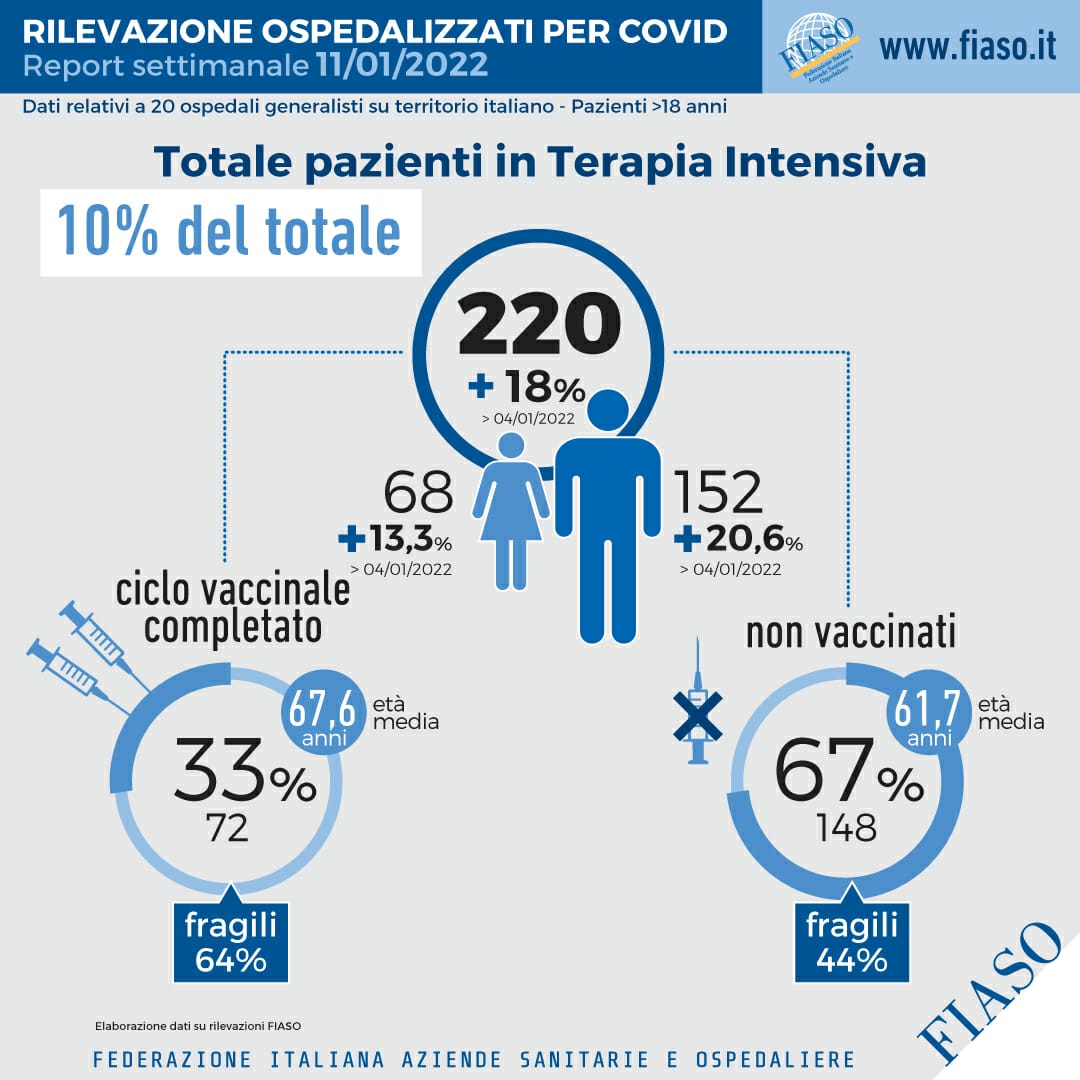 RILEVAZIONE OSPEDALIZZATI PER COVID
Report settimanale 11/01/2022
FIASO
Federazione Italiana
Aziende Sanitarie e
Ospedaliere
www.fiaso.it
Dati relativi a 20 ospedali generalisti su territorio italiano - Pazienti >18 anni
Totale pazienti in Terapia Intensiva
10% del totale
220
+ 18%
> 04/01/2022
68
+13,3%
> 04/01/2022
152
+20,6%
> 04/01/2022
ciclo vaccinale
completato
67,6
anni
età
media
33%
72
fragili
64%
non vaccinati
61,7
anni
età
media
67%
148
fragili
44%
Elaborazione dati su rilevazioni FIASO
FEDERAZIONE ITALIANA AZIENDE SANITARIE E OSPEDALIERE
FIASO